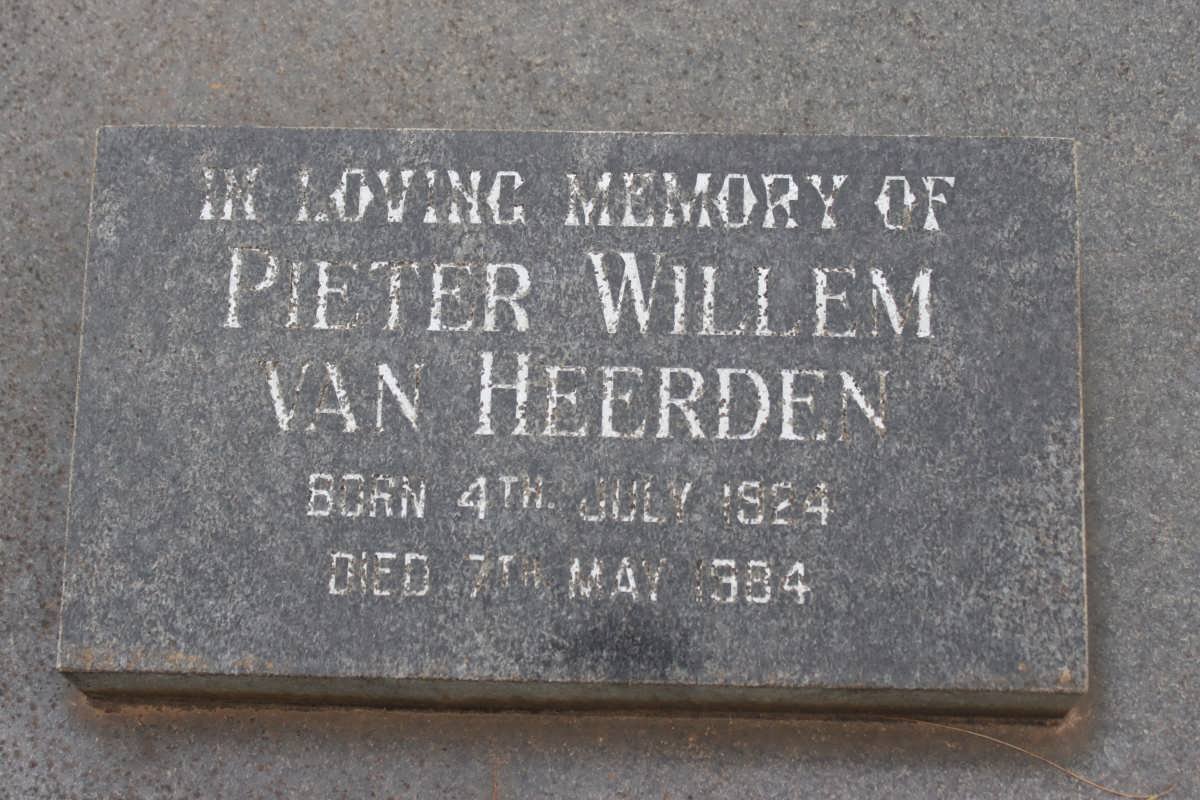 IN LOVING MEMORY OF
PIETER WILLEM
VAN HEERDEN
BORN 4TH. JULY 1924
DIED 7TH MAY 1984